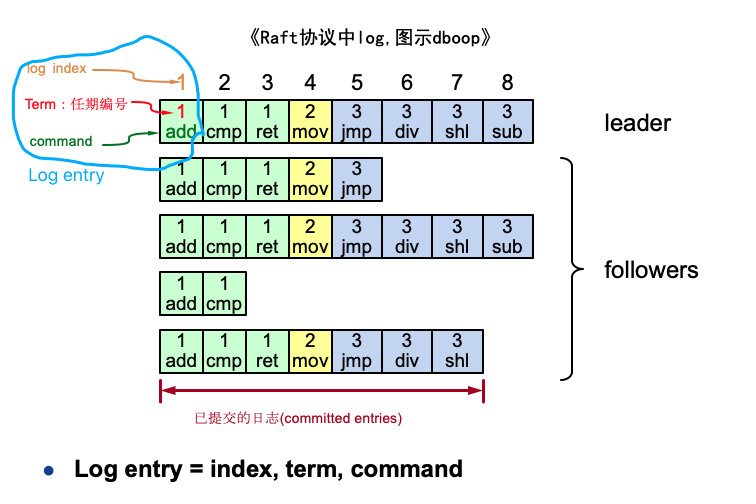 《Raft协议中log,图示dboop》
log index
1 2 3 4 5 6 7 8
Term：任期编号
1 1 1 2 3 3 3 3
command
add cmp ret mov jmp div shl sub
leader
Log entry
1 1 1 2 3
add cmp ret mov jmp
1 1 1 2 3 3 3 3
add cmp ret mov jmp div shl sub
followers
1 1
add cmp
1 1 1 2 3 3 3
add cmp ret mov jmp div shl
已提交的日志(committed entries)
• Log entry = index, term, command